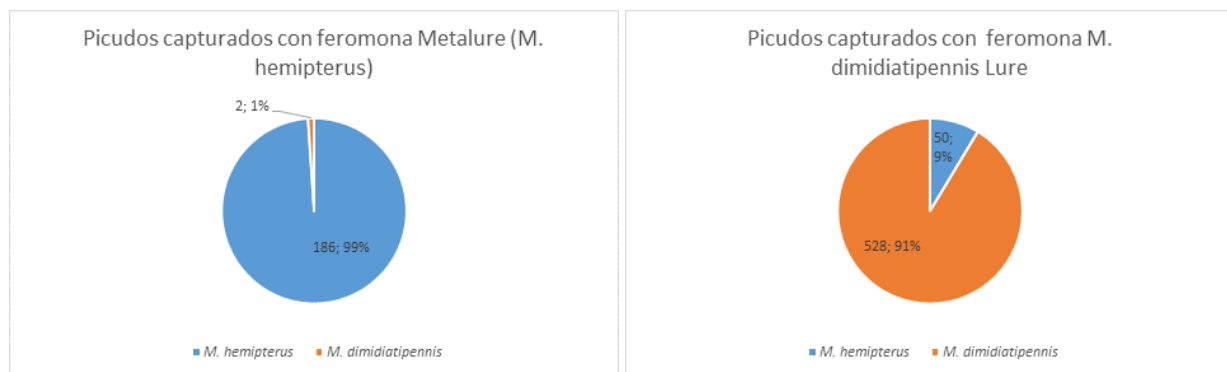 Picudos capturados con feromona Metalure (M.
hemipterus)
2; 1%
186; 99%
M. hemipterus M. dimidiatipennis
Picudos capturados con feromona M.
dimidiatipennis Lure
50;
9%
528; 91%
M. hemipterus M. dimidiatipennis